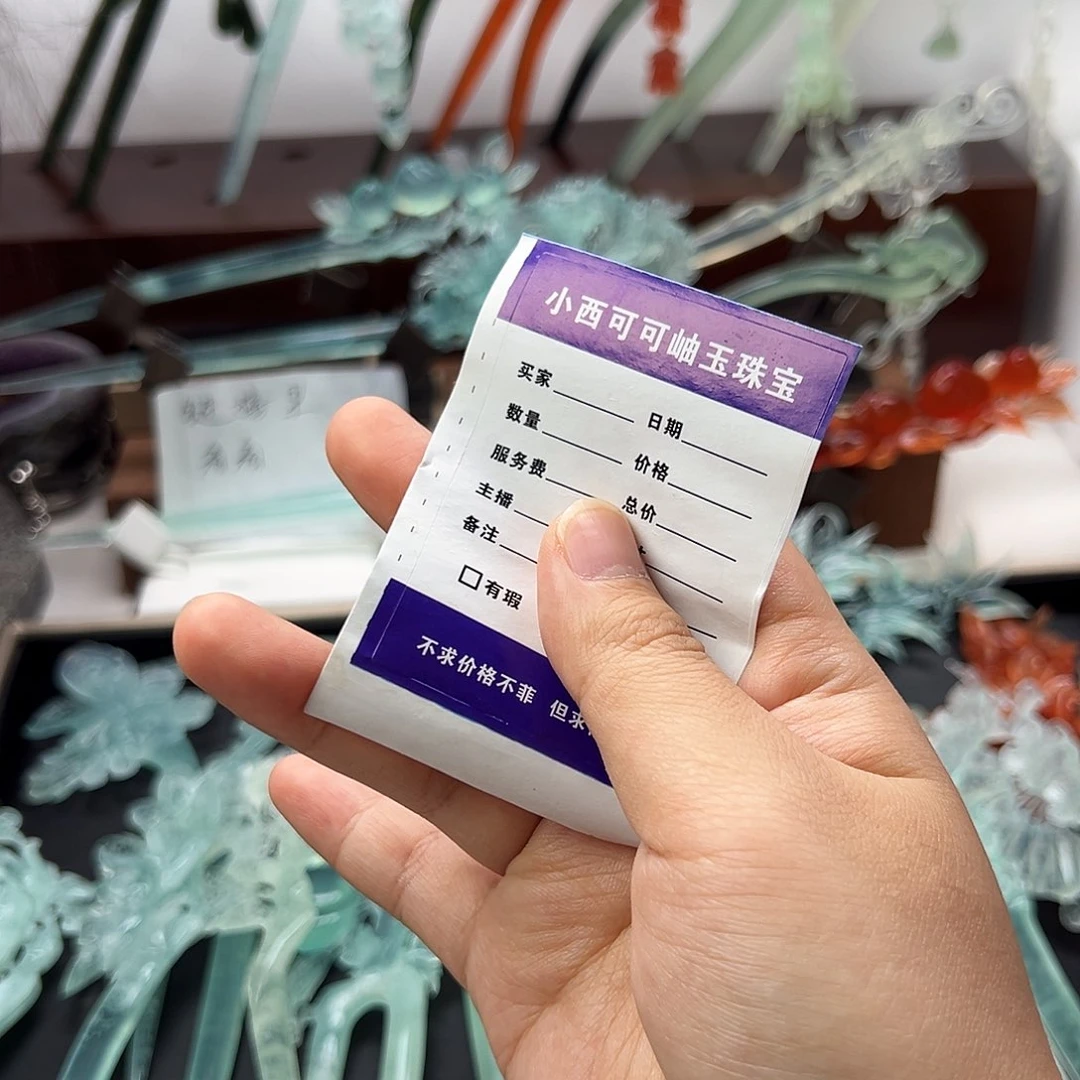 小西可可岫玉珠宝
买家 日期
数量 价格
服务费 总价
主播
备注
□有瑕
不求价格不菲 但求